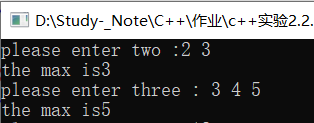 D:\Study-_Note\C++\作业\c++实验2.2.
please enter two :2 3
the max is3
please enter three : 3 4 5
the max is5